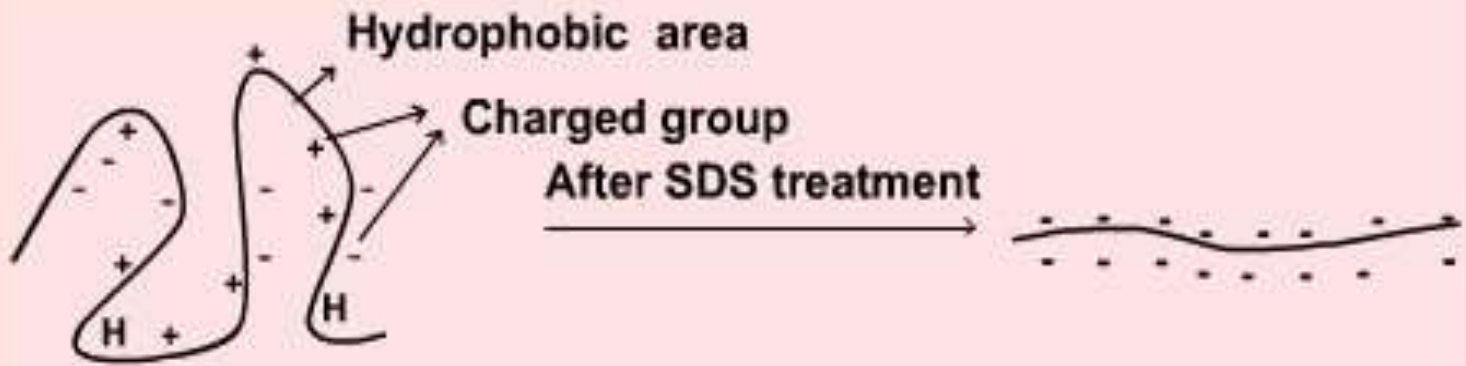 Hydrophobic area
Charged group
After SDS treatment
H
H